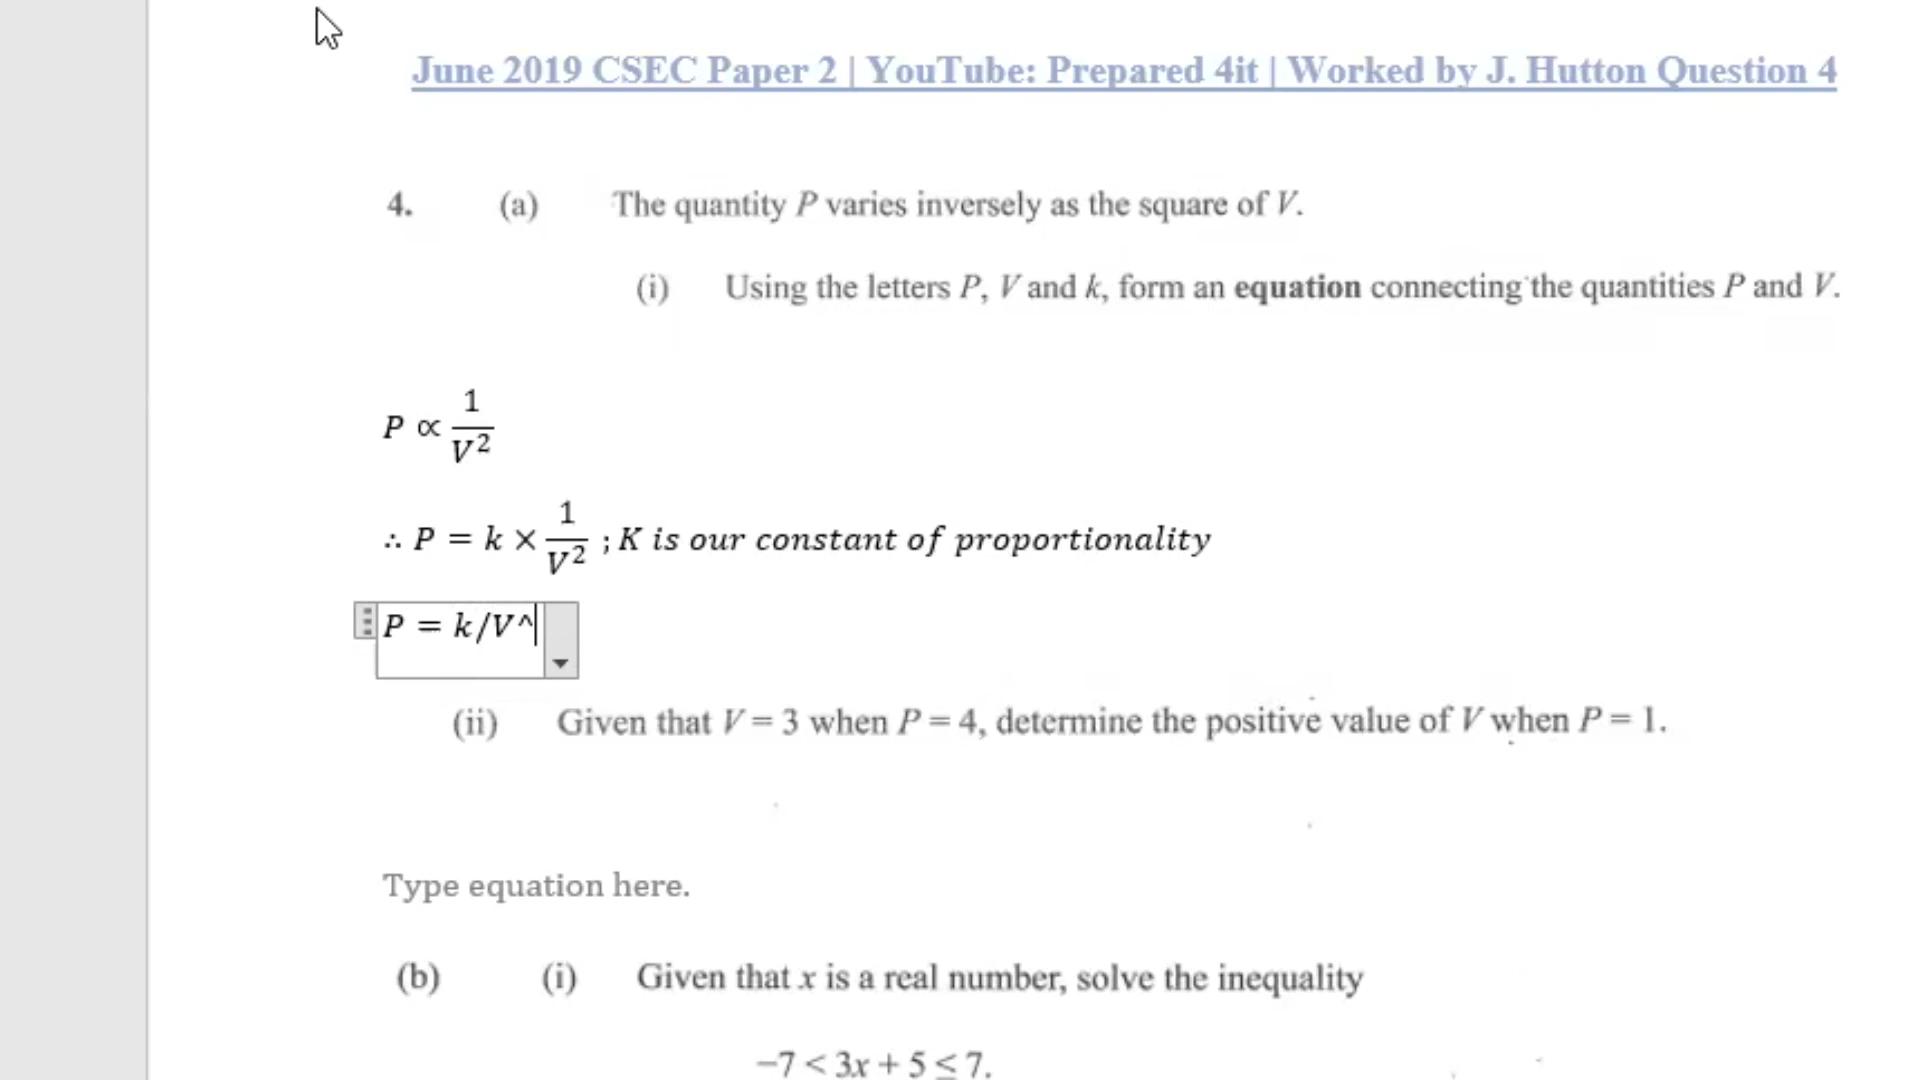 June 2019 CSEC Paper 2 | YouTube: Prepared 4it | Worked by J. Hutton Question 4
4. (a) The quantity P varies inversely as the square of V.
(i) Using the letters P, V and k, form an equation connecting the quantities P and V.
P ∝ 1/V²
∴ P = k × 1/V² ; K is our constant of proportionality
P = k/V^
(ii) Given that V = 3 when P = 4, determine the positive value of V when P = 1.
Type equation here.
(b) (i) Given that x is a real number, solve the inequality
−7 < 3x + 5 ≤ 7.